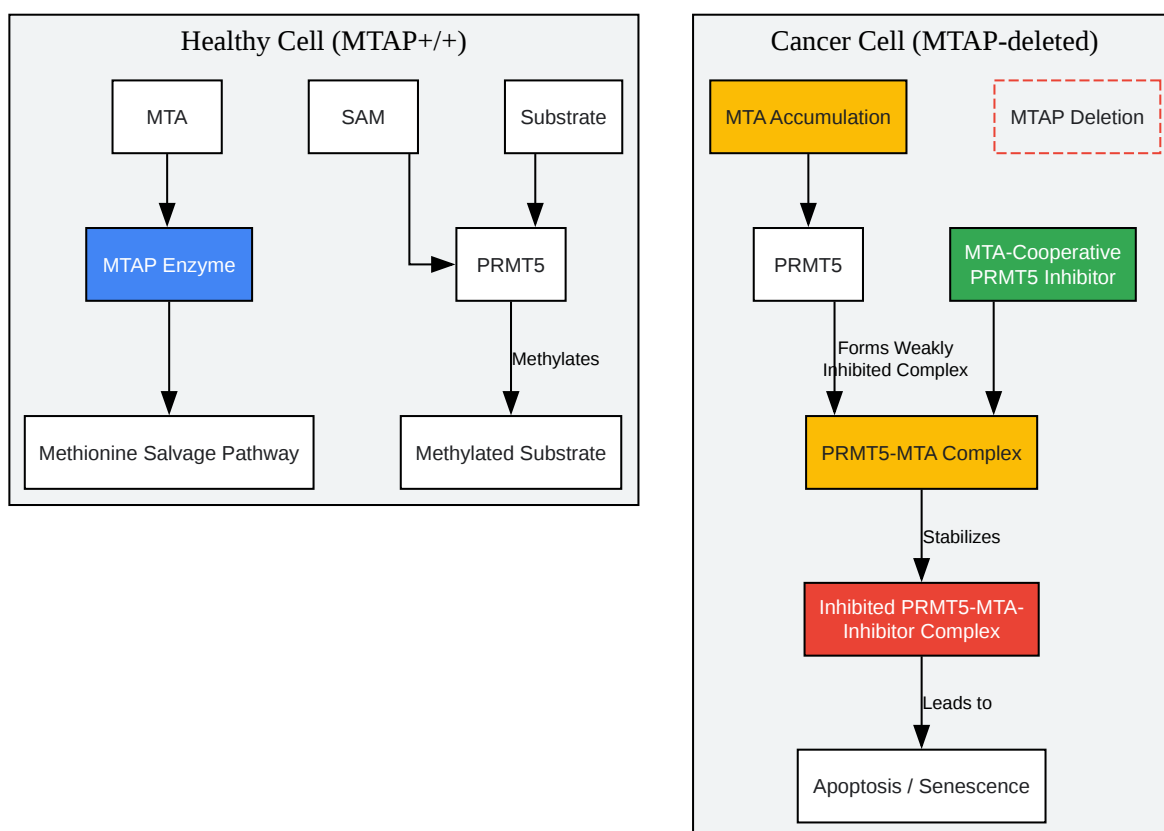 Healthy Cell (MTAP+/+)
MTA
SAM
Substrate
MTAP Enzyme
PRMT5
Methylates
Methionine Salvage Pathway
Methylated Substrate
Cancer Cell (MTAP-deleted)
MTA Accumulation
MTAP Deletion
PRMT5
MTA-Cooperative
PRMT5 Inhibitor
Forms Weakly
Inhibited Complex
PRMT5-MTA Complex
Stabilizes
Inhibited PRMT5-MTA-
Inhibitor Complex
Leads to
Apoptosis / Senescence